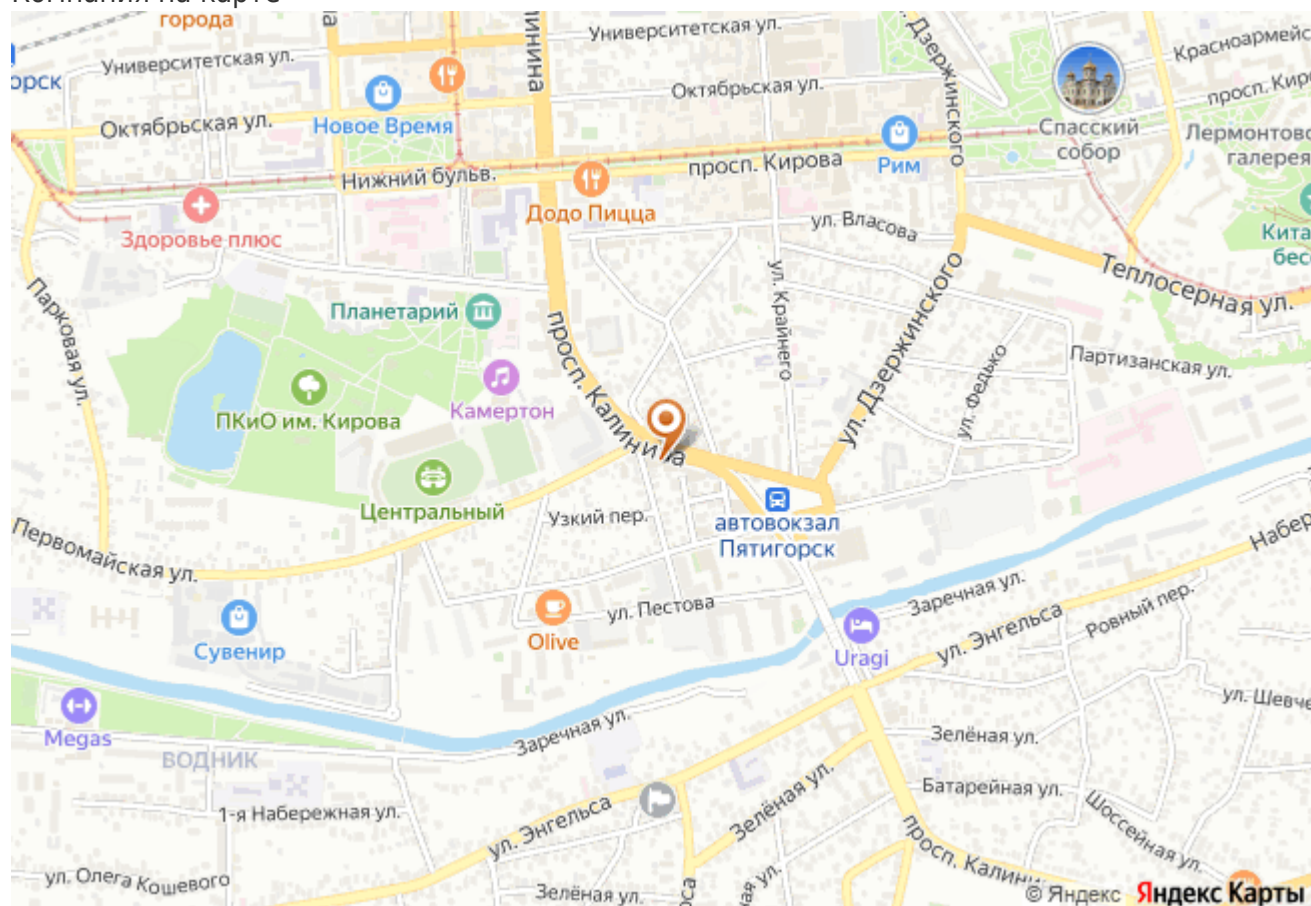 города
Университетская ул.
Университетская ул.
Красноармейс
орск
Октябрьская ул.
просп. Кир
Октябрьская ул.
Новое Время
Спасский
собор
Лермонтовс
галерея
Рим
просп. Кирова
Нижний бульв.
Додо Пицца
ул. Власова
Здоровье плюс
Кита
бес
Теплосерная ул.
ул. Дзержинского
ул. Крайнего
Парковая ул.
Планетарий
просп. Калинина
Партизанская ул.
ул. Федько
ул. Дзержинского
ПКиО им. Кирова
Камертон
Центральный
Узкий пер.
автовокзал
Пятигорск
Первомайская ул.
Набер
Заречная ул.
ул. Пестова
Ровный пер.
Olive
Uragi
ул. Энгельса
Сувенир
ул. Шевче
Megas
Заречная ул.
ВОДНИК
Зелёная ул.
Батарейная ул.
1-я Набережная ул.
Зелёная ул.
Шоссейная ул.
ул. Энгельса
просп. Калин
ул. Олега Кошевого
Зелёная ул.
© Яндекс Яндекс Карты